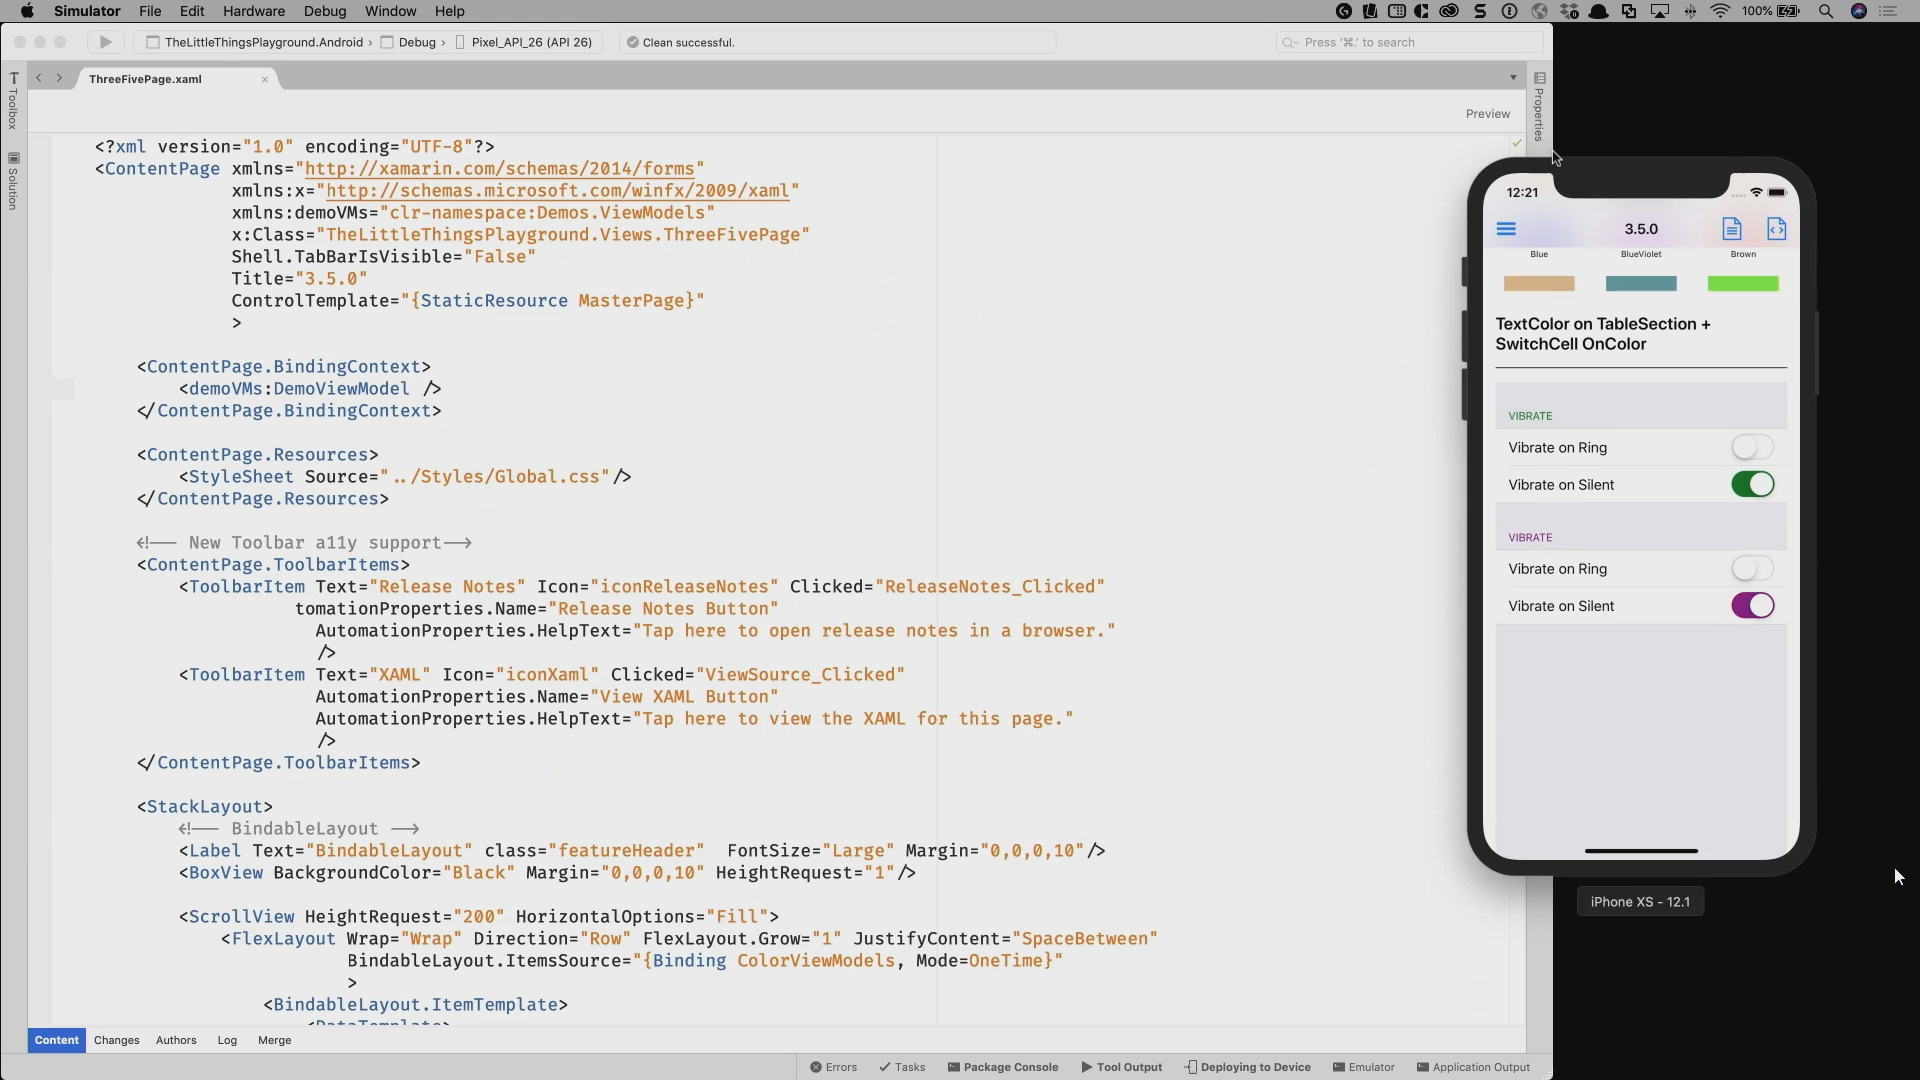 Simulator File Edit Hardware Debug Window Help
100%
TheLittleThingsPlayground.Android › Debug › Pixel_API_26 (API 26)
Clean successful.
Press '⌘.' to search
Toolbox
Solution
ThreeFivePage.xaml
Properties
Preview
<?xml version="1.0" encoding="UTF-8"?>
<ContentPage xmlns="http://xamarin.com/schemas/2014/forms"
xmlns:x="http://schemas.microsoft.com/winfx/2009/xaml"
xmlns:demoVMs="clr-namespace:Demos.ViewModels"
x:Class="TheLittleThingsPlayground.Views.ThreeFivePage"
Shell.TabBarIsVisible="False"
Title="3.5.0"
ControlTemplate="{StaticResource MasterPage}"
>
<ContentPage.BindingContext>
<demoVMs:DemoViewModel />
</ContentPage.BindingContext>
<ContentPage.Resources>
<StyleSheet Source="../Styles/Global.css"/>
</ContentPage.Resources>
<!-- New Toolbar a11y support-->
<ContentPage.ToolbarItems>
<ToolbarItem Text="Release Notes" Icon="iconReleaseNotes" Clicked="ReleaseNotes_Clicked"
tomationProperties.Name="Release Notes Button"
AutomationProperties.HelpText="Tap here to open release notes in a browser."
/>
<ToolbarItem Text="XAML" Icon="iconXaml" Clicked="ViewSource_Clicked"
AutomationProperties.Name="View XAML Button"
AutomationProperties.HelpText="Tap here to view the XAML for this page."
/>
</ContentPage.ToolbarItems>
<StackLayout>
<!-- BindableLayout -->
<Label Text="BindableLayout" class="featureHeader"  FontSize="Large" Margin="0,0,0,10"/>
<BoxView BackgroundColor="Black" Margin="0,0,0,10" HeightRequest="1"/>
<ScrollView HeightRequest="200" HorizontalOptions="Fill">
<FlexLayout Wrap="Wrap" Direction="Row" FlexLayout.Grow="1" JustifyContent="SpaceBetween"
BindableLayout.ItemsSource="{Binding ColorViewModels, Mode=OneTime}"
>
<BindableLayout.ItemTemplate>
<DataTemplate>
12:21
3.5.0
Blue BlueViolet Brown
TextColor on TableSection +
SwitchCell OnColor
VIBRATE
Vibrate on Ring
Vibrate on Silent
VIBRATE
Vibrate on Ring
Vibrate on Silent
iPhone XS - 12.1
Content Changes Authors Log Merge
Errors Tasks Package Console Tool Output Deploying to Device Emulator Application Output